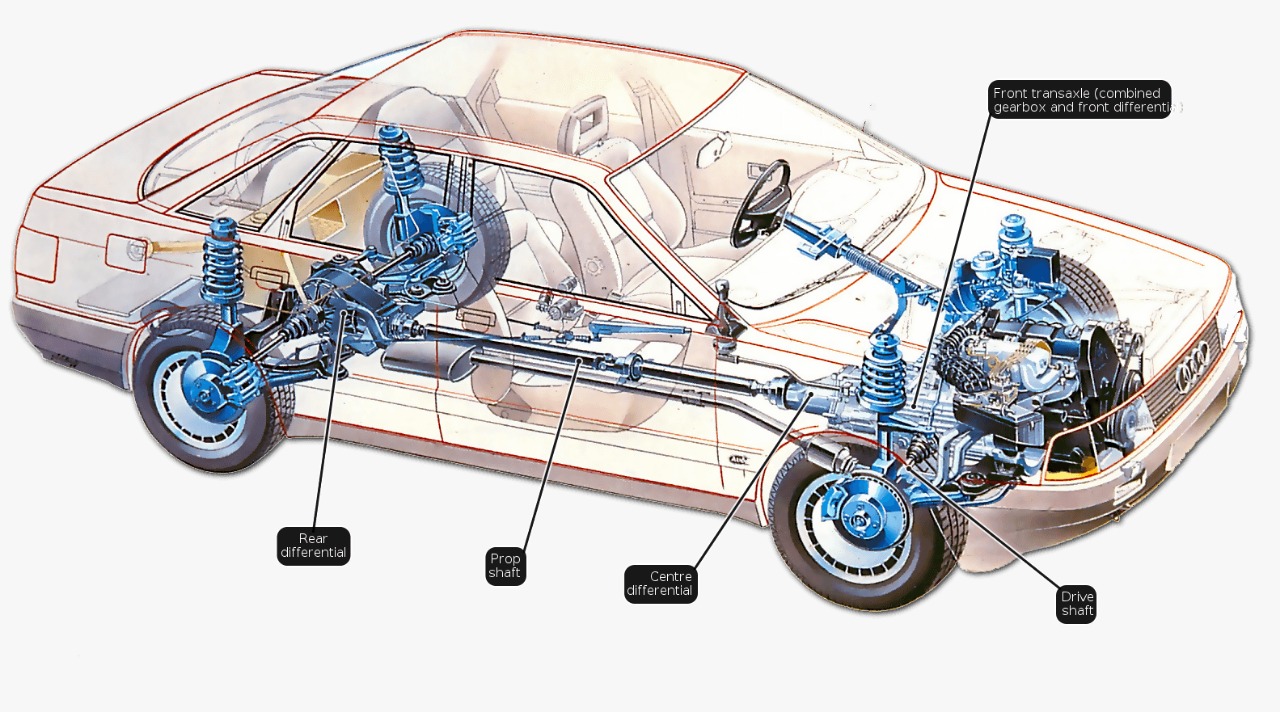 Front transaxle (combined
gearbox and front differential)
Rear
differential
Prop
shaft
Centre
differential
Drive
shaft